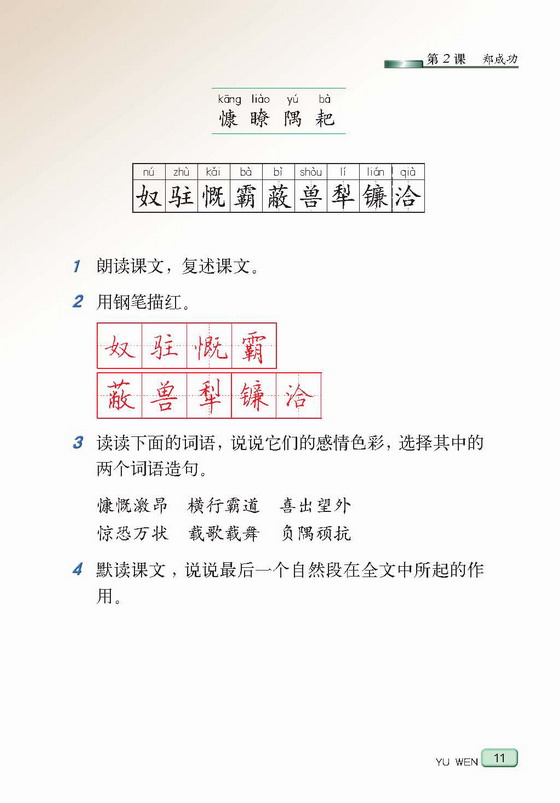 第2课 郑成功
kāng liào yú bà
慷 瞭 隅 耙
nú zhù kǎi bà bì shòu lí lián qià
奴 驻 慨 霸 蔽 兽 犁 镰 洽
1 朗读课文，复述课文。
2 用钢笔描红。
奴 驻 慨 霸
蔽 兽 犁 镰 洽
3 读读下面的词语，说说它们的感情色彩，选择其中的
两个词语造句。
慷慨激昂 横行霸道 喜出望外
惊恐万状 载歌载舞 负隅顽抗
4 默读课文，说说最后一个自然段在全文中所起的作
用。
YU WEN 11